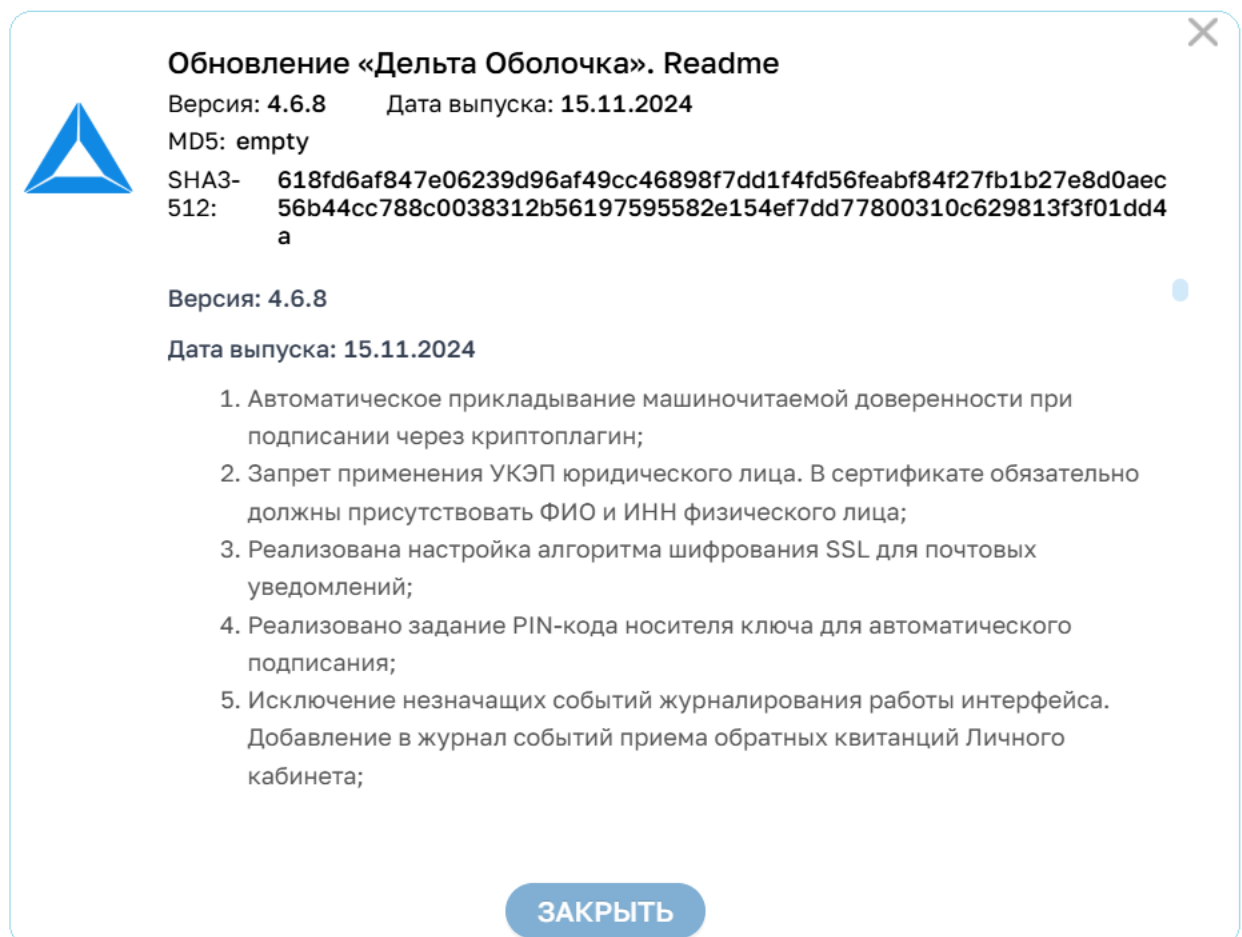 Обновление «Дельта Оболочка». Readme
Версия: 4.6.8 Дата выпуска: 15.11.2024
MD5: empty
SHA3-512: 618fd6af847e06239d96af49cc46898f7dd1f4fd56feabf84f27fb1b27e8d0aec
56b44cc788c0038312b56197595582e154ef7dd77800310c629813f3f01dd4
a
Версия: 4.6.8
Дата выпуска: 15.11.2024
1. Автоматическое прикладывание машиночитаемой доверенности при
подписании через криптоплагин;
2. Запрет применения УКЭП юридического лица. В сертификате обязательно
должны присутствовать ФИО и ИНН физического лица;
3. Реализована настройка алгоритма шифрования SSL для почтовых
уведомлений;
4. Реализовано задание PIN-кода носителя ключа для автоматического
подписания;
5. Исключение незначащих событий журналирования работы интерфейса.
Добавление в журнал событий приема обратных квитанций Личного
кабинета;
ЗАКРЫТЬ